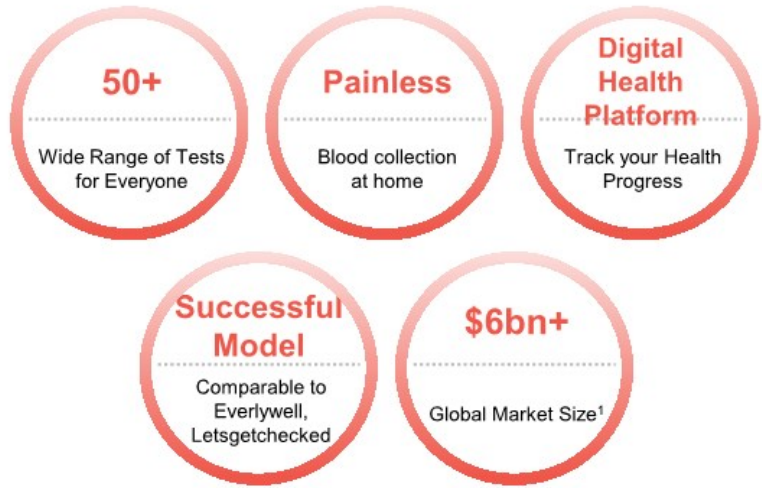 50+
Wide Range of Tests
for Everyone
Painless
Blood collection
at home
Digital
Health
Platform
Track your Health
Progress
Successful
Model
Comparable to
Everlywell,
Letsgetchecked
$6bn+
Global Market Size¹